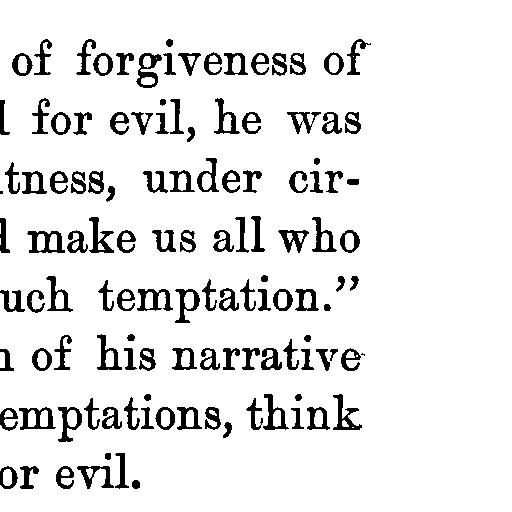 of forgiveness of
for evil, he was
tness, under cir-
make us all who
uch temptation.”
of his narrative
emptations, think
or evil.